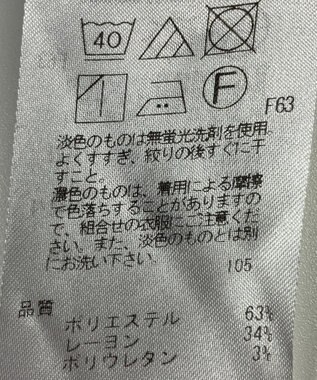 40
F
F63
淡色のものは無蛍光洗剤を使用
よくすすぎ、絞りの後すぐに干
すこと。
濃色のものは、着用による摩擦
で色落ちすることがありますの
で、組合せの衣服にご注意くだ
さい。また、淡色のものとは別
にお洗い下さい。
105
品質
ポリエステル 63%
レーヨン 34%
ポリウレタン 3%